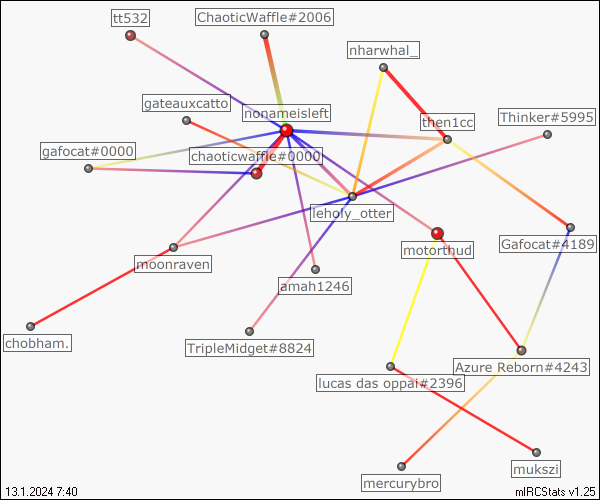 tt532
ChaoticWaffle#2006
nharwhal_
gateauxcatto
nonameisleft
then1cc
Thinker#5995
gafocat#0000
chaoticwaffle#0000
leholy_otter
Gafocat#4189
motorthud
moonraven
amah1246
chobham.
TripleMidget#8824
Azure Reborn#4243
lucas das oppai#2396
mercurybro
mukszi
13.1.2024 7:40
mIRCStats v1.25